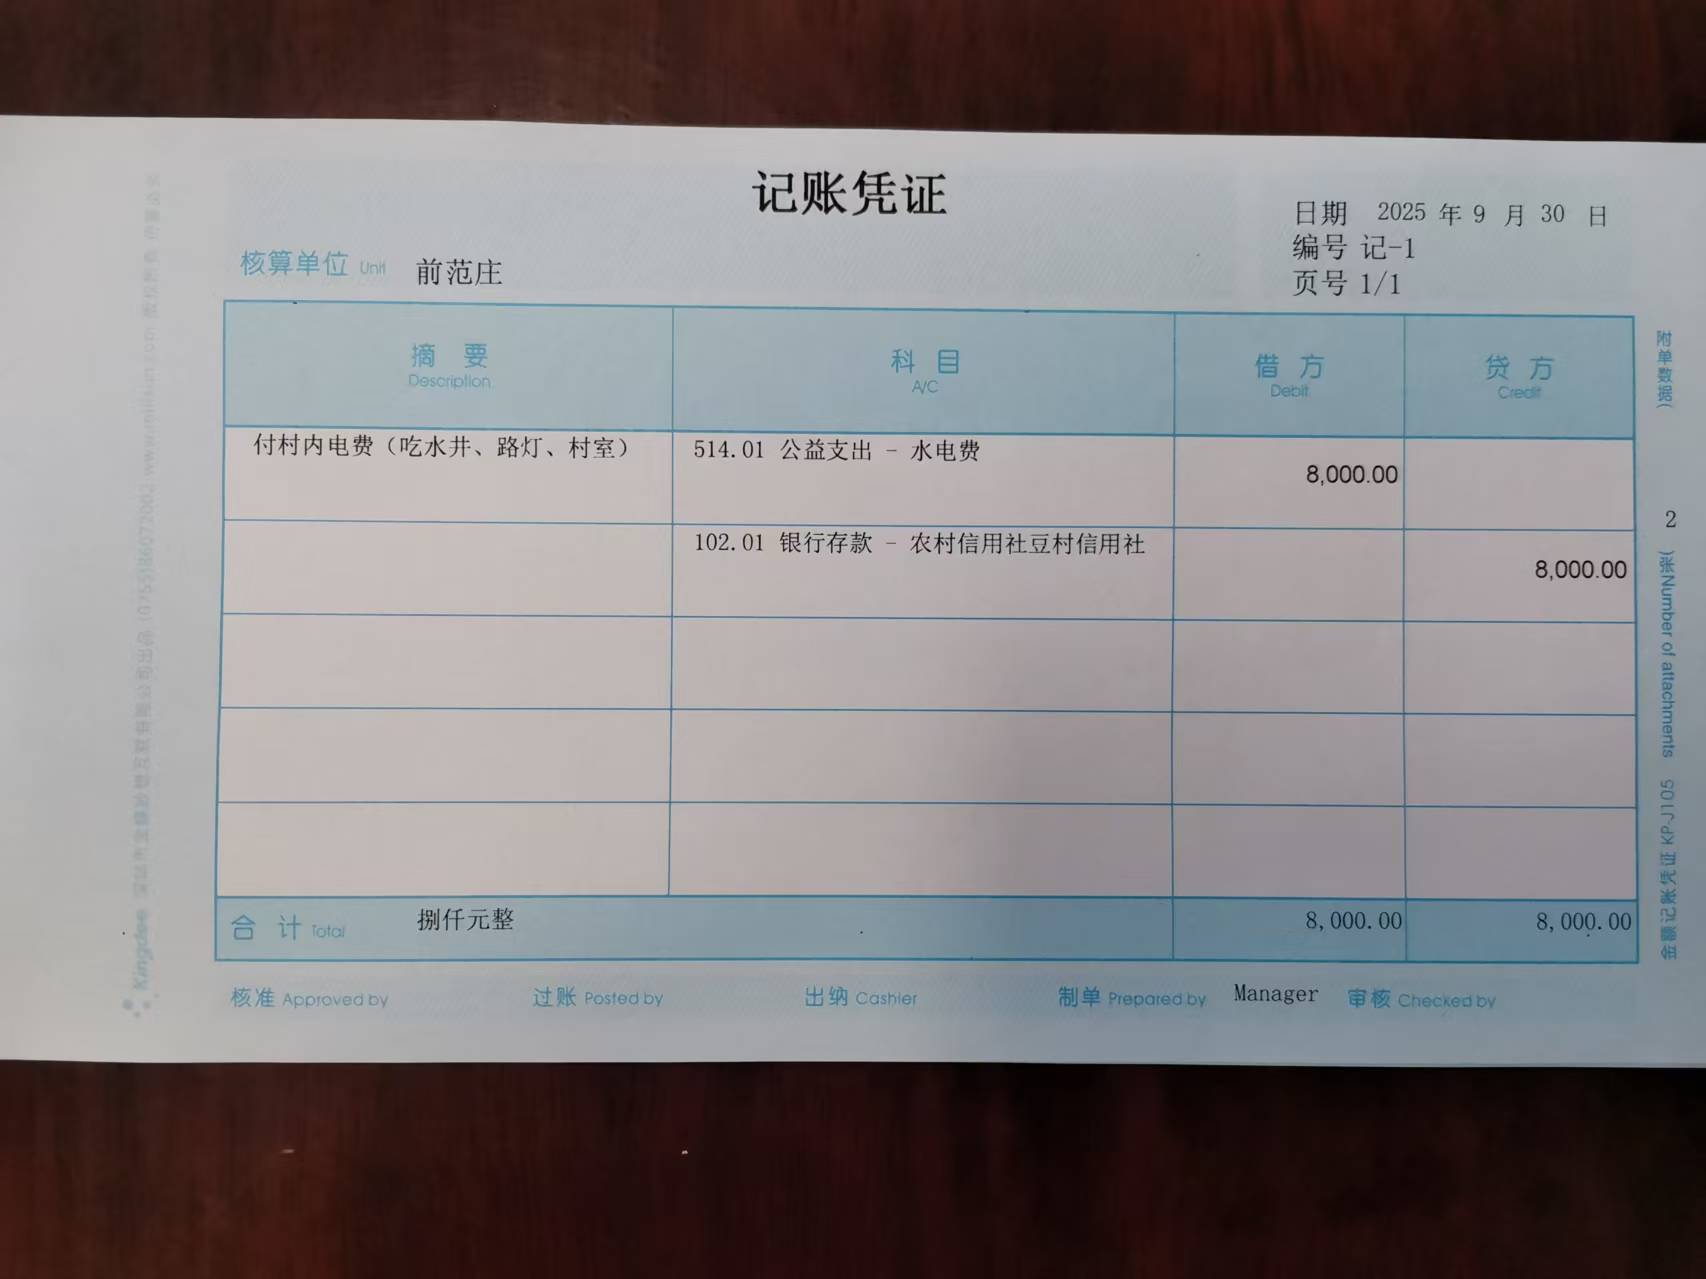 记账凭证
日期 2025 年 9 月 30 日
编号 记-1
页号 1/1
核算单位 Unit 前范庄
摘 要 科 目 借 方 贷 方
Description A/C Debit Credit
付村内电费（吃水井、路灯、村室） 514.01 公益支出 - 水电费 8,000.00
102.01 银行存款 - 农村信用社豆村信用社 8,000.00
合 计 Total 捌仟元整 8,000.00 8,000.00
核准 Approved by 过账 Posted by 出纳 Cashier 制单 Prepared by Manager 审核 Checked by
附单数据（ 2 张）Number of attachments
金额记账凭证 KP-J105
Kingdee